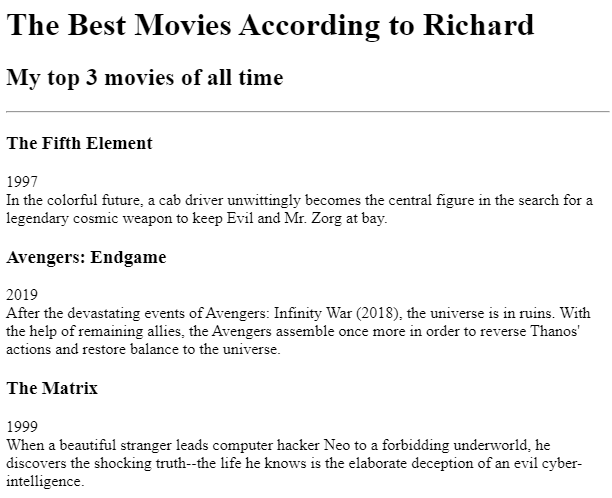 The Best Movies According to Richard
My top 3 movies of all time
The Fifth Element
1997
In the colorful future, a cab driver unwittingly becomes the central figure in the search for a
legendary cosmic weapon to keep Evil and Mr. Zorg at bay.
Avengers: Endgame
2019
After the devastating events of Avengers: Infinity War (2018), the universe is in ruins. With
the help of remaining allies, the Avengers assemble once more in order to reverse Thanos'
actions and restore balance to the universe.
The Matrix
1999
When a beautiful stranger leads computer hacker Neo to a forbidding underworld, he
discovers the shocking truth--the life he knows is the elaborate deception of an evil cyber-
intelligence.